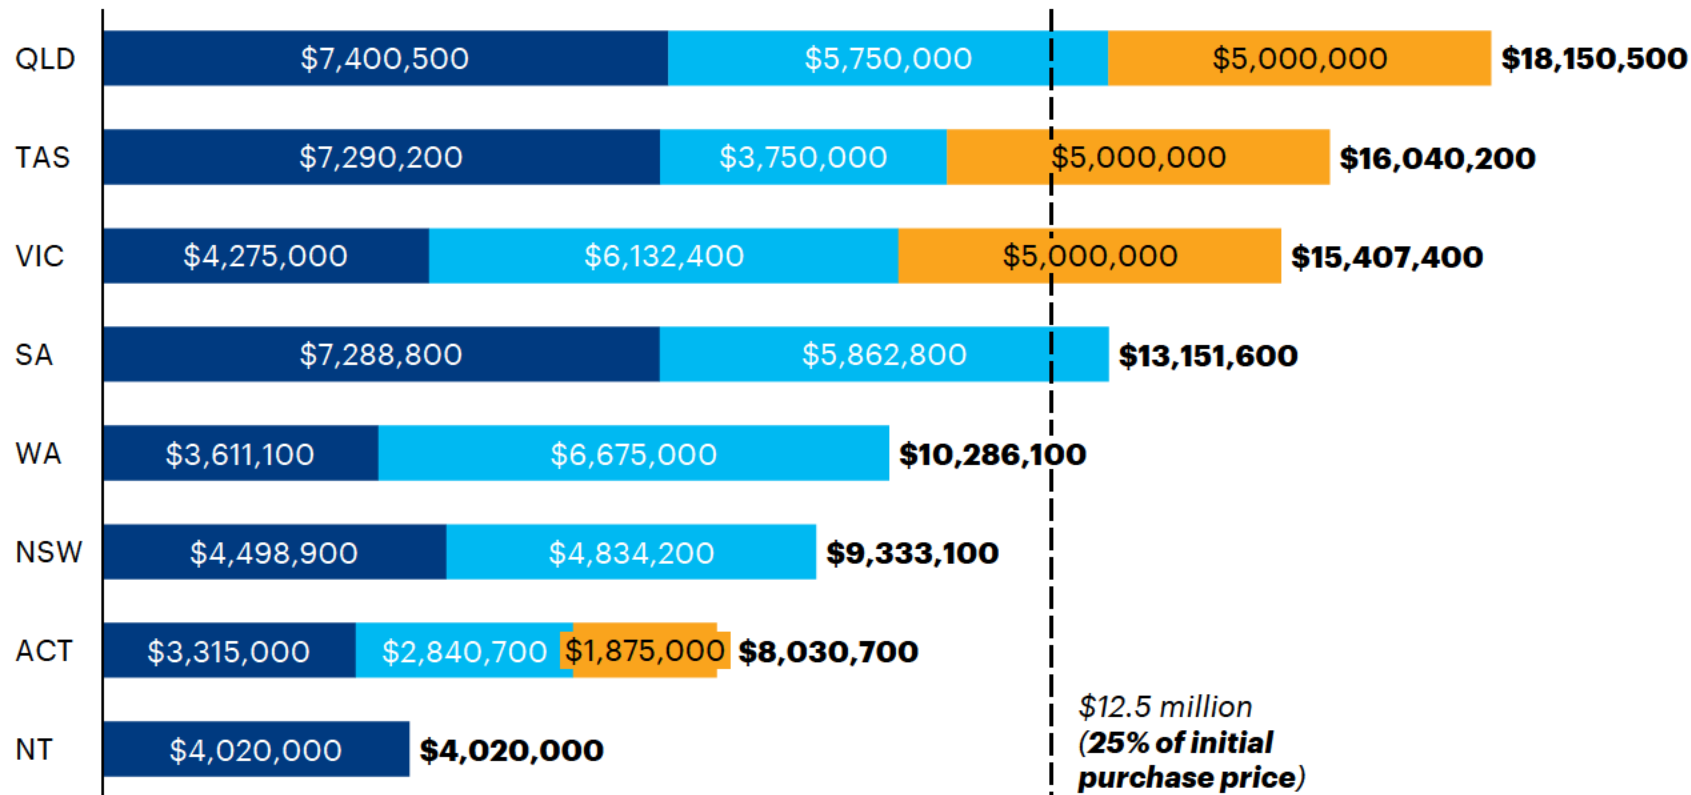 QLD $7,400,500 $5,750,000 $5,000,000 $18,150,500
TAS $7,290,200 $3,750,000 $5,000,000 $16,040,200
VIC $4,275,000 $6,132,400 $5,000,000 $15,407,400
SA $7,288,800 $5,862,800 $13,151,600
WA $3,611,100 $6,675,000 $10,286,100
NSW $4,498,900 $4,834,200 $9,333,100
ACT $3,315,000 $2,840,700 $1,875,000 $8,030,700
NT $4,020,000 $4,020,000
$12.5 million
(25% of initial
purchase price)